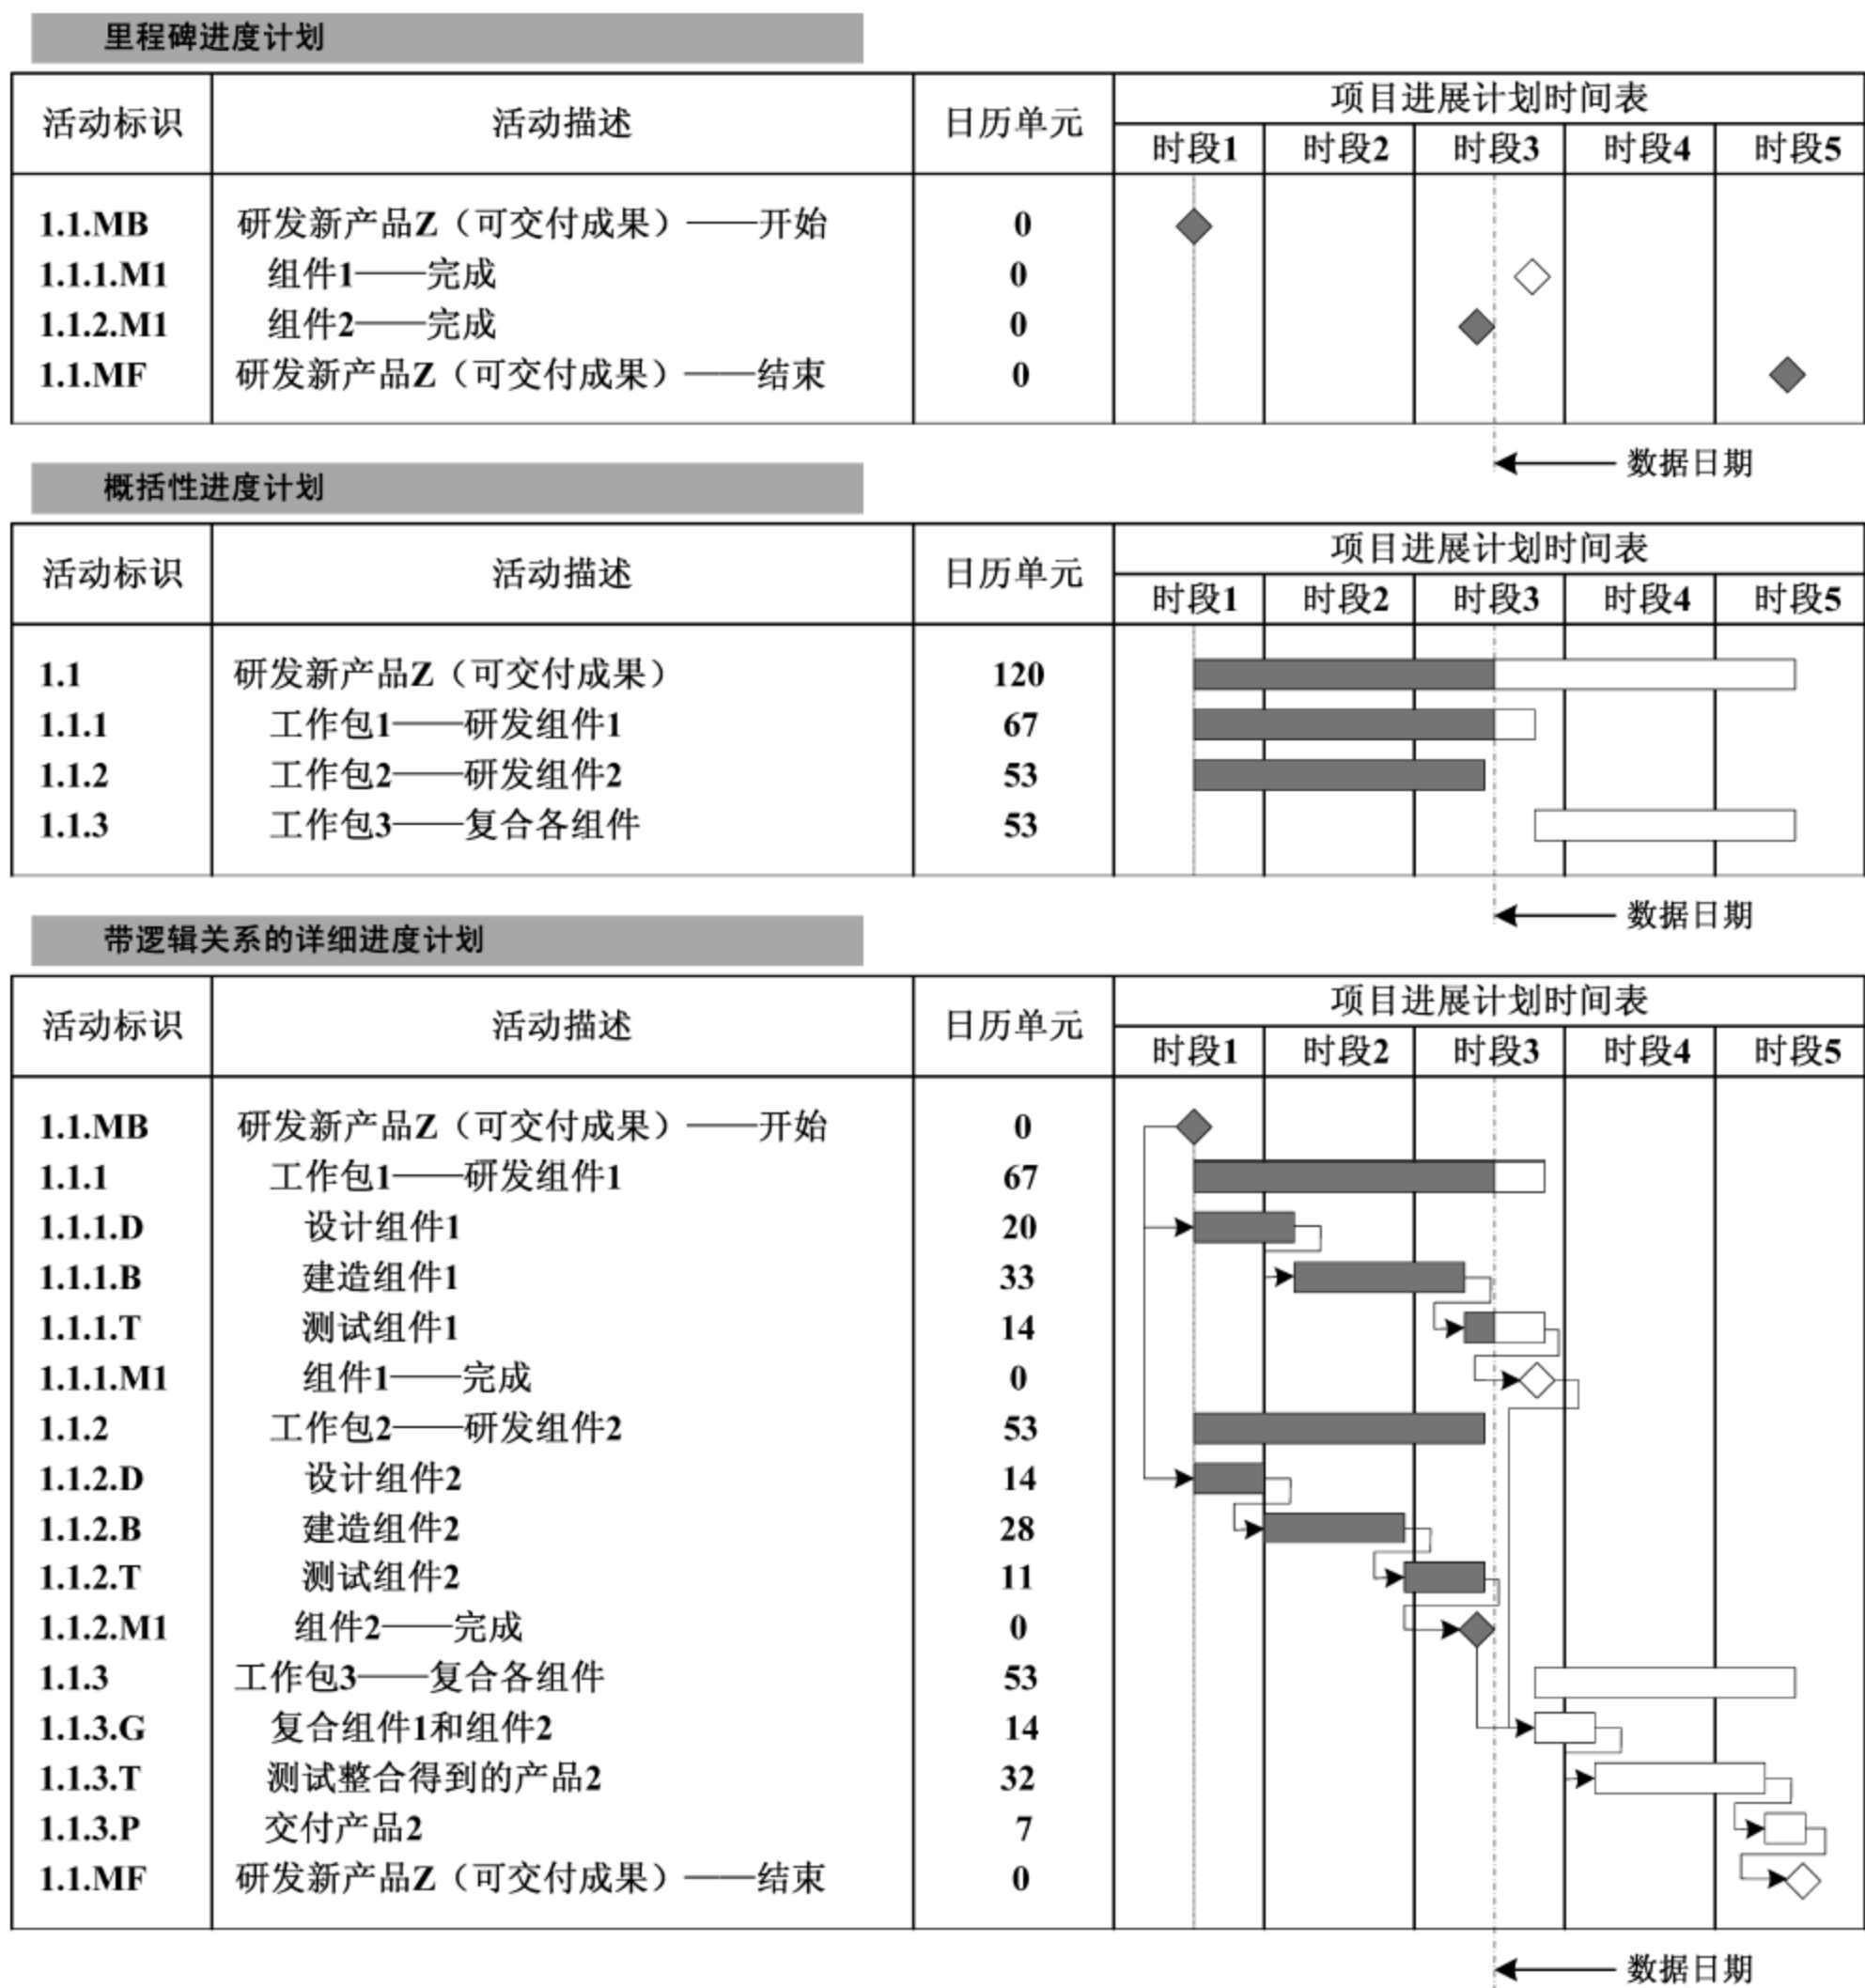 里程碑进度计划
活动标识 活动描述 日历单元 项目进展计划时间表
时段1 时段2 时段3 时段4 时段5
1.1.MB 研发新产品Z（可交付成果）——开始 0
1.1.1.M1 组件1——完成 0
1.1.2.M1 组件2——完成 0
1.1.MF 研发新产品Z（可交付成果）——结束 0
数据日期
概括性进度计划
活动标识 活动描述 日历单元 项目进展计划时间表
时段1 时段2 时段3 时段4 时段5
1.1 研发新产品Z（可交付成果） 120
1.1.1 工作包1——研发组件1 67
1.1.2 工作包2——研发组件2 53
1.1.3 工作包3——复合各组件 53
数据日期
带逻辑关系的详细进度计划
活动标识 活动描述 日历单元 项目进展计划时间表
时段1 时段2 时段3 时段4 时段5
1.1.MB 研发新产品Z（可交付成果）——开始 0
1.1.1 工作包1——研发组件1 67
1.1.1.D 设计组件1 20
1.1.1.B 建造组件1 33
1.1.1.T 测试组件1 14
1.1.1.M1 组件1——完成 0
1.1.2 工作包2——研发组件2 53
1.1.2.D 设计组件2 14
1.1.2.B 建造组件2 28
1.1.2.T 测试组件2 11
1.1.2.M1 组件2——完成 0
1.1.3 工作包3——复合各组件 53
1.1.3.G 复合组件1和组件2 14
1.1.3.T 测试整合得到的产品2 32
1.1.3.P 交付产品2 7
1.1.MF 研发新产品Z（可交付成果）——结束 0
数据日期